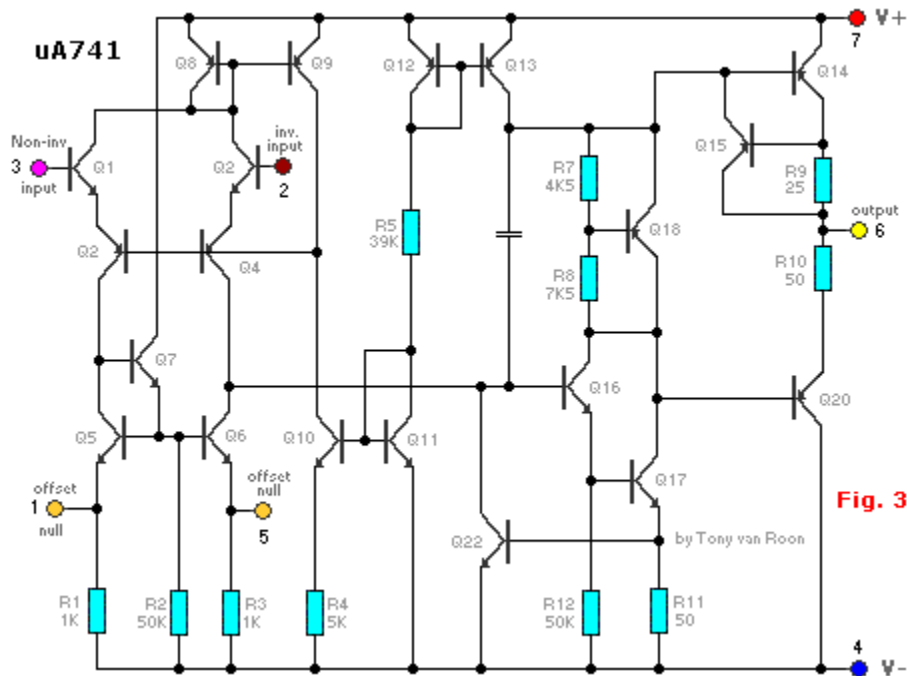 uA741
V+
7
Q8
Q9
Q12
Q13
Q14
Non-inv
3
input
Q1
inv.
input
Q2
2
Q15
R7
4K5
R9
25
R5
39K
Q18
output
6
Q2
Q4
R8
7K5
R10
50
Q7
Q16
Q20
Q5
Q6
Q10
Q11
Q17
offset
1
null
offset
null
5
Fig. 3
Q22
by Tony van Roon
R1
1K
R2
50K
R3
1K
R4
5K
R12
50K
R11
50
4
V-